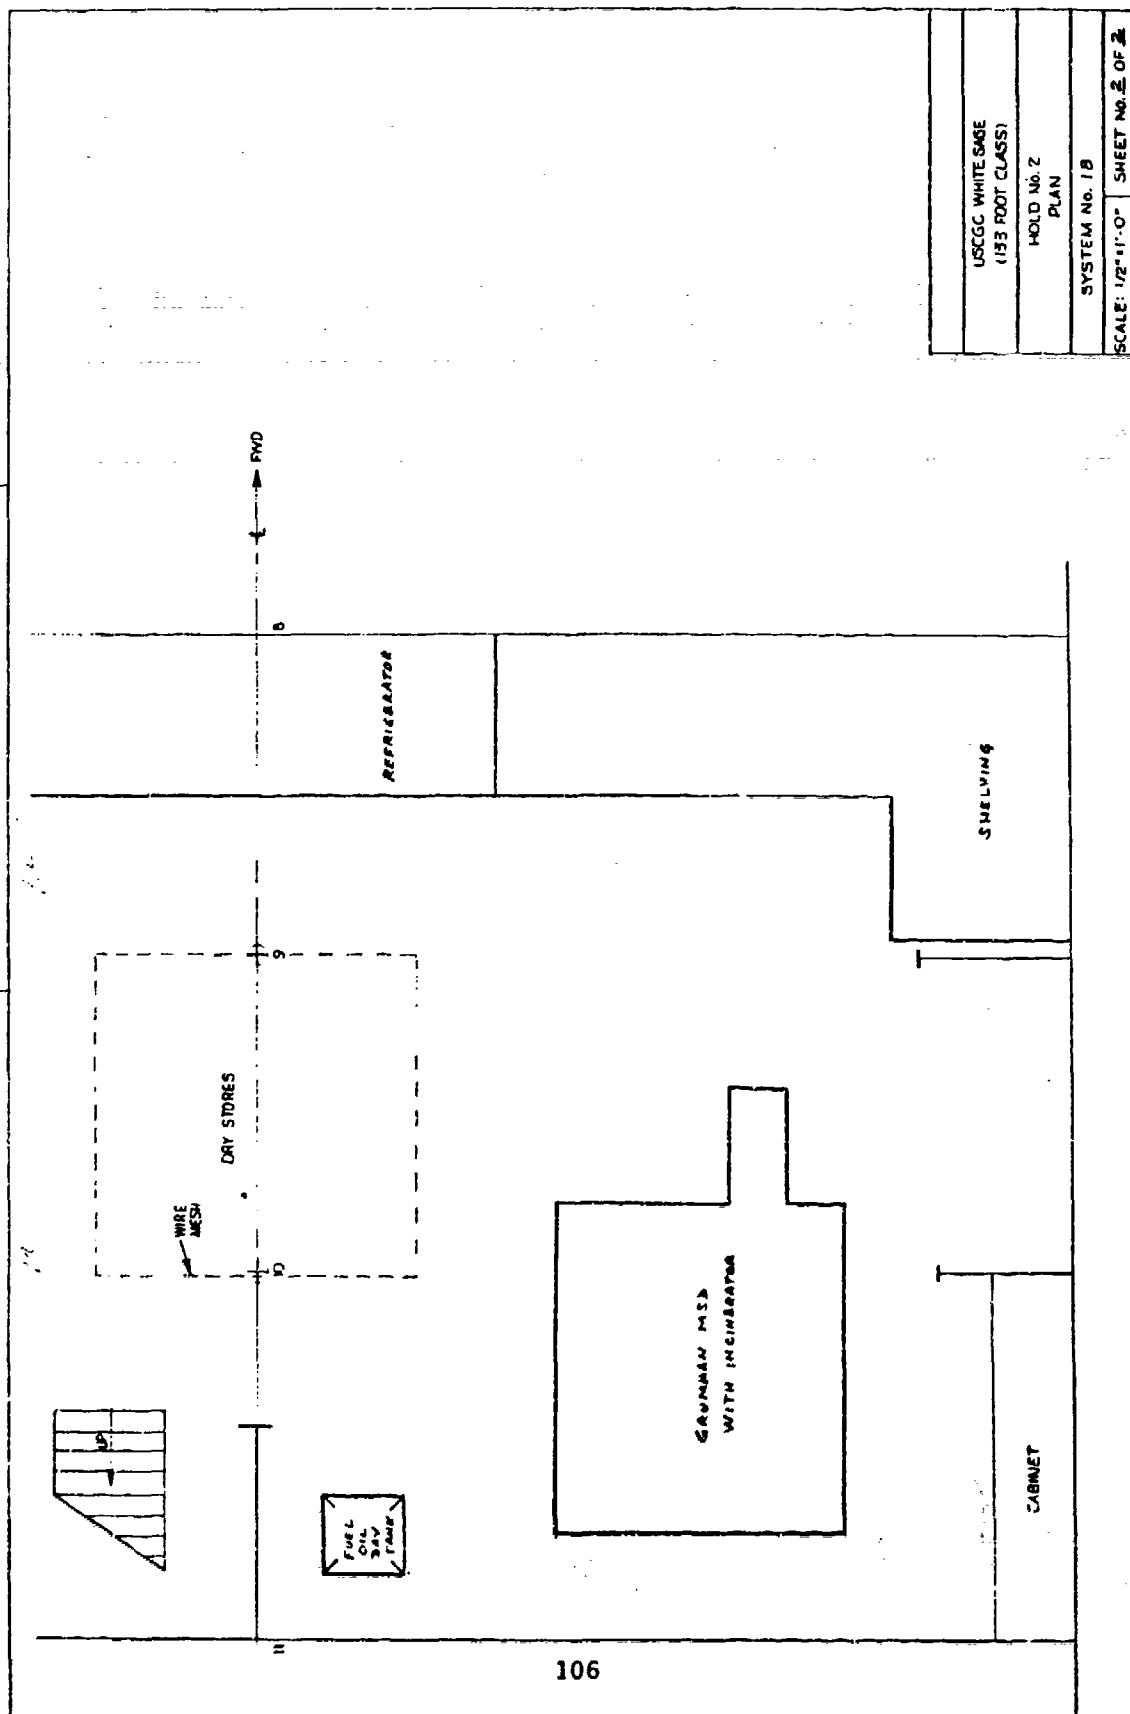 UP
WIRE
MESH
DRY STORES
FWD
8
9
10
11
REFRIGERATOR
FUEL
OIL
DAY
TANK
GRUMMAN MSD
WITH INCINERATOR
SHELVING
CABINET
USCGC WHITE SAGE
(133 FOOT CLASS)
HOLD No. 2
PLAN
SYSTEM No. 1B
SCALE: 1/2"=1'-0" SHEET No. 2 OF 2
106